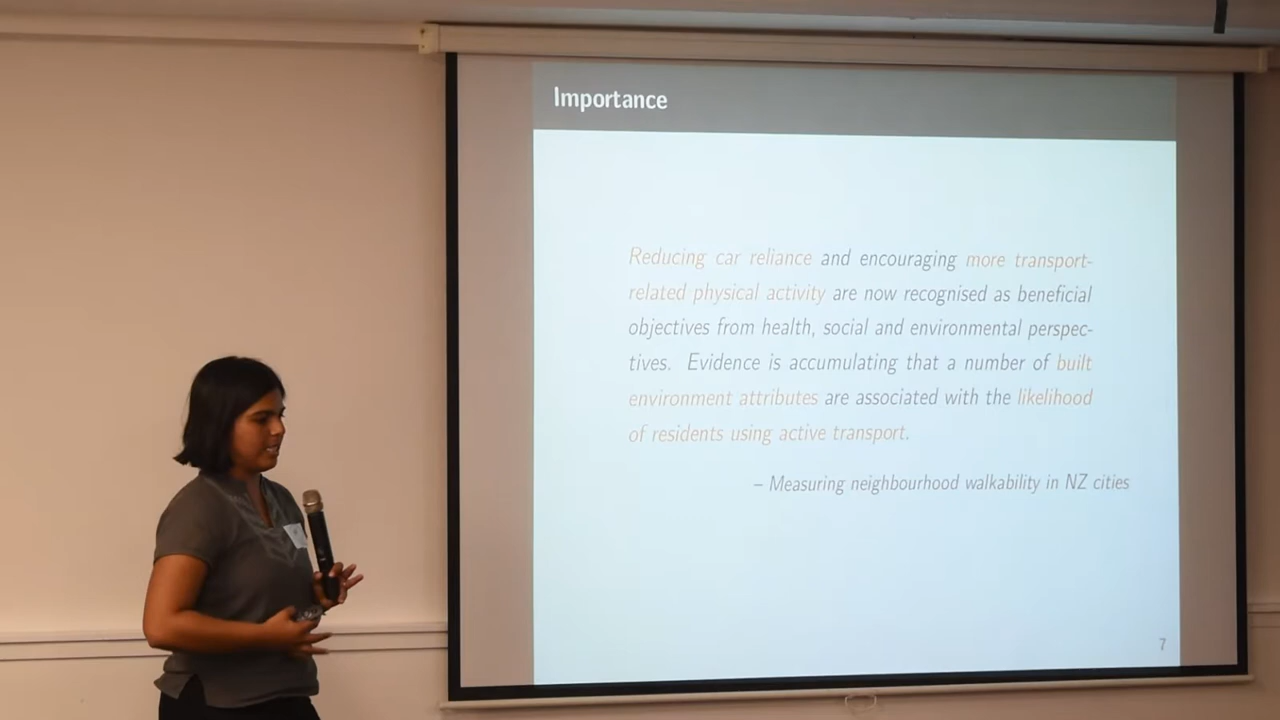 Importance
Reducing car reliance and encouraging more transport-
related physical activity are now recognised as beneficial
objectives from health, social and environmental perspec-
tives. Evidence is accumulating that a number of built
environment attributes are associated with the likelihood
of residents using active transport.
– Measuring neighbourhood walkability in NZ cities
7